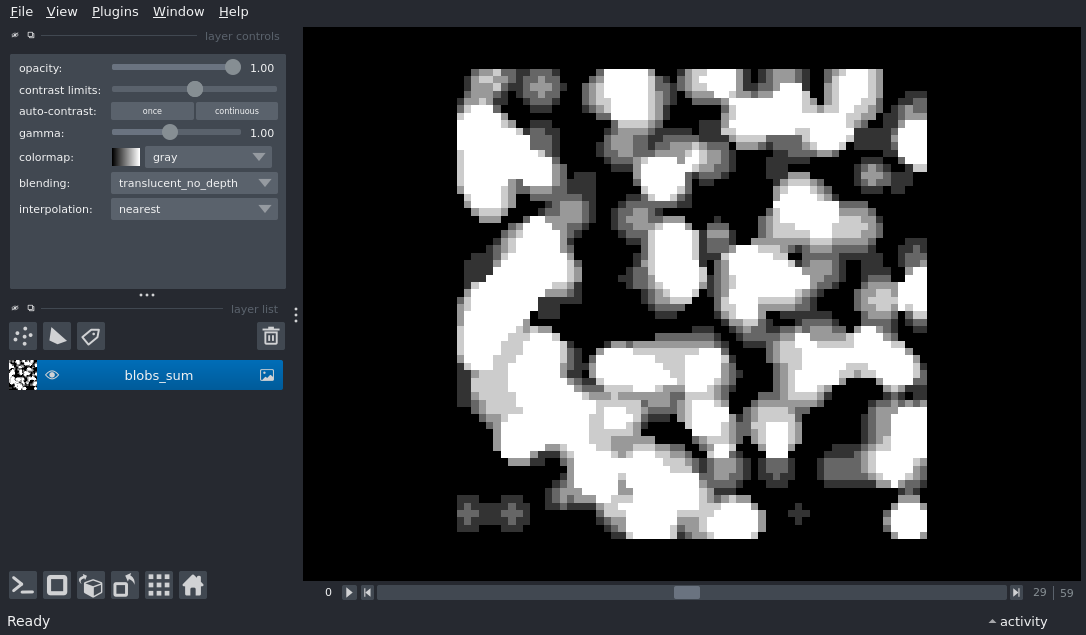 File View Plugins Window Help
layer controls
opacity: 1.00
contrast limits:
auto-contrast: once continuous
gamma: 1.00
colormap: gray
blending: translucent_no_depth
interpolation: nearest
layer list
blobs_sum
0 29 59
Ready activity